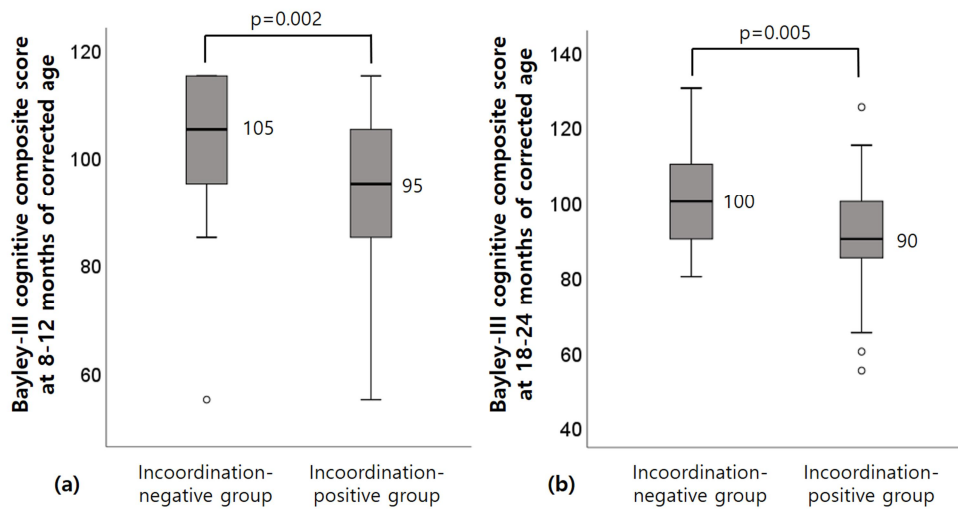 p=0.002
Bayley-III cognitive composite score
at 8-12 months of corrected age
120
100
80
60
105
95
(a)
Incoordination-
negative group
Incoordination-
positive group
p=0.005
Bayley-III cognitive composite score
at 18-24 months of corrected age
140
120
100
80
60
40
100
90
(b)
Incoordination-
negative group
Incoordination-
positive group